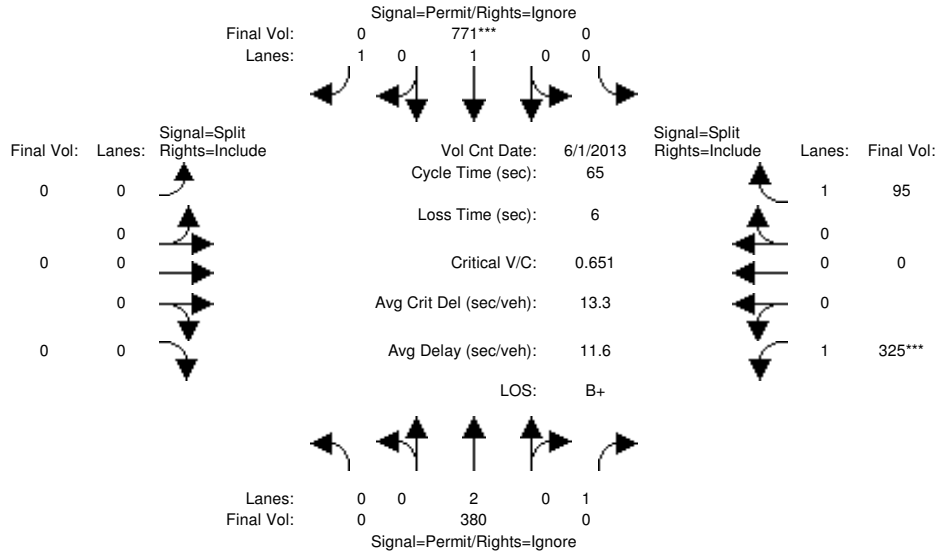 Signal=Permit/Rights=Ignore
Final Vol: 0 771*** 0
Lanes: 1 0 1 0 0
Signal=Split
Final Vol: Lanes: Rights=Include
Vol Cnt Date: 6/1/2013
Signal=Split
Rights=Include Lanes: Final Vol:
Cycle Time (sec): 65
0 0
1 95
Loss Time (sec): 6
0
0
0 0
Critical V/C: 0.651
0 0
0
Avg Crit Del (sec/veh): 13.3
0
0 0
Avg Delay (sec/veh): 11.6
1 325***
LOS: B+
Lanes: 0 0 2 0 1
Final Vol: 0 380 0
Signal=Permit/Rights=Ignore